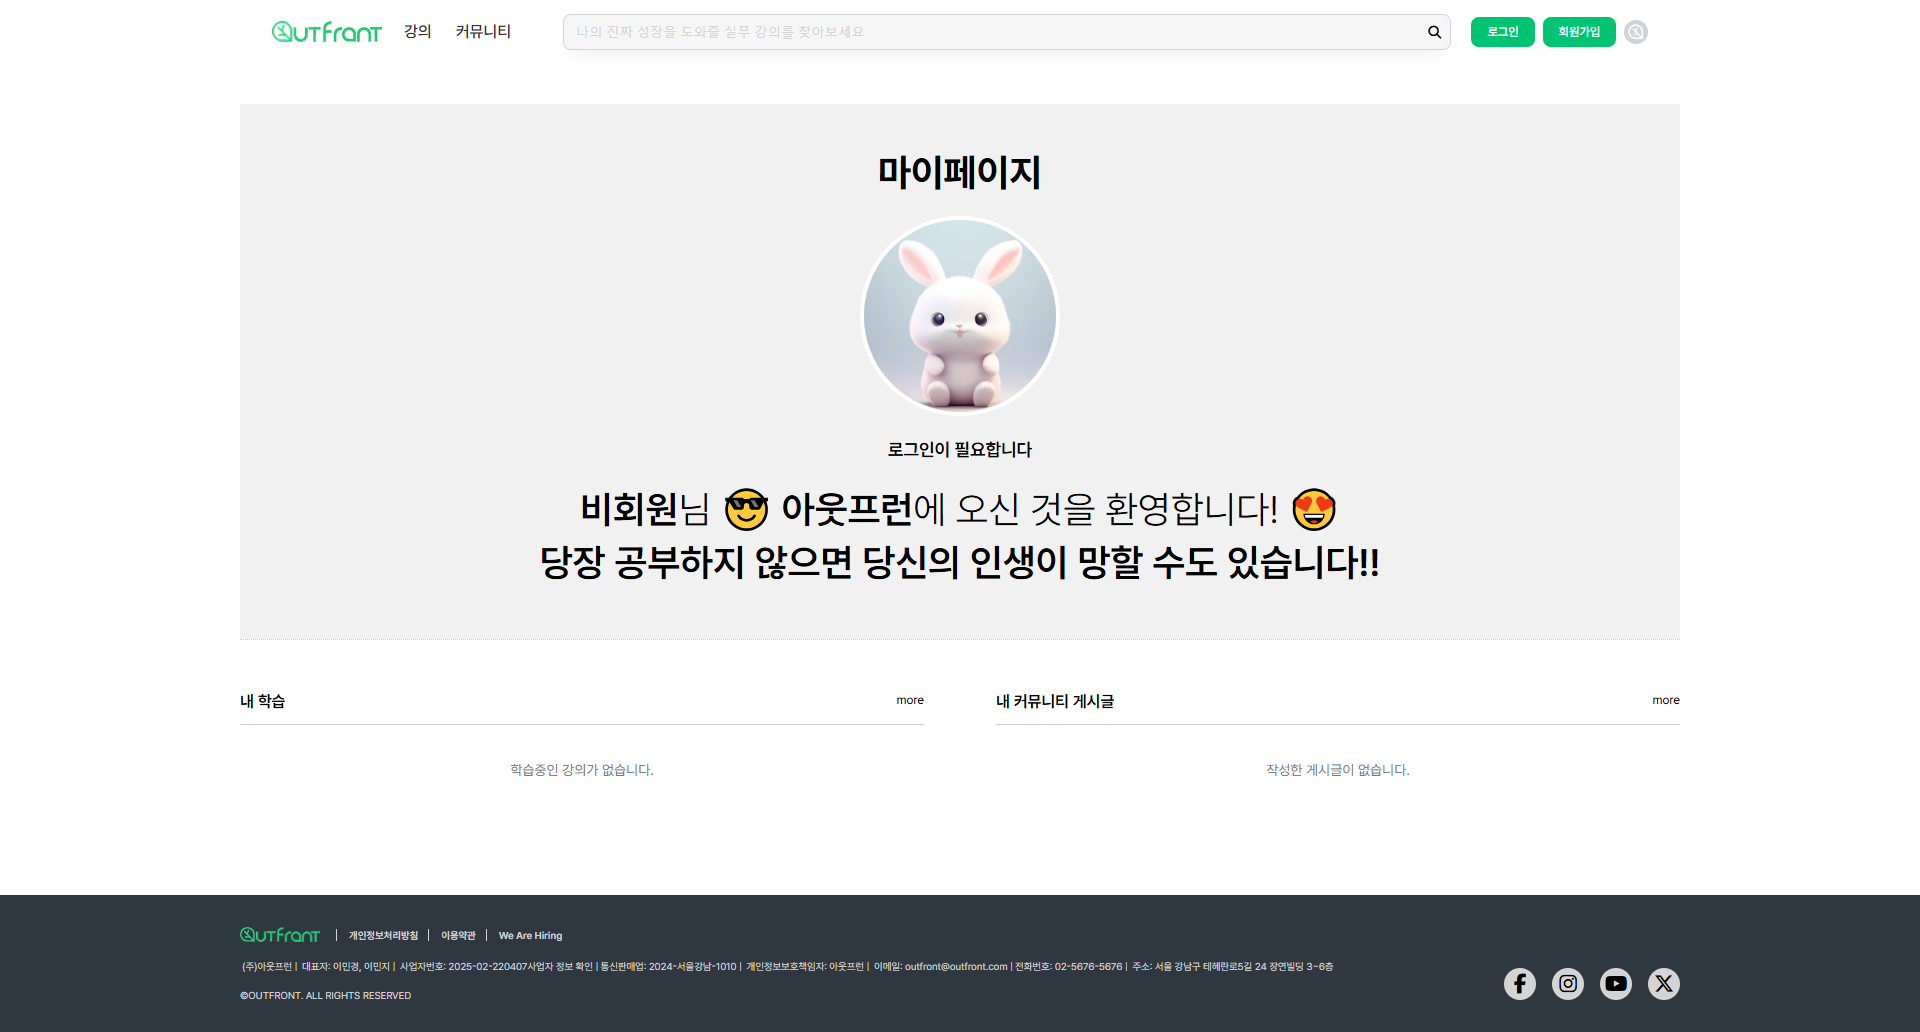 OUTFRANT
강의
커뮤니티
나의 진짜 성장을 도와줄 실무 강의를 찾아보세요
로그인
회원가입
마이페이지
로그인이 필요합니다
비회원님 😎 아웃프런에 오신 것을 환영합니다! 😍
당장 공부하지 않으면 당신의 인생이 망할 수도 있습니다!!
내 학습
more
학습중인 강의가 없습니다.
내 커뮤니티 게시글
more
작성한 게시글이 없습니다.
OUTFRANT | 개인정보처리방침 | 이용약관 | We Are Hiring
(주)아웃프런 | 대표자: 이민경, 이민지 | 사업자번호: 2025-02-220407사업자 정보 확인 | 통신판매업: 2024-서울강남-1010 | 개인정보보호책임자: 아웃프런 | 이메일: outfront@outfront.com | 전화번호: 02-5676-5676 | 주소: 서울 강남구 테헤란로5길 24 장연빌딩 3~6층
©OUTFRONT. ALL RIGHTS RESERVED